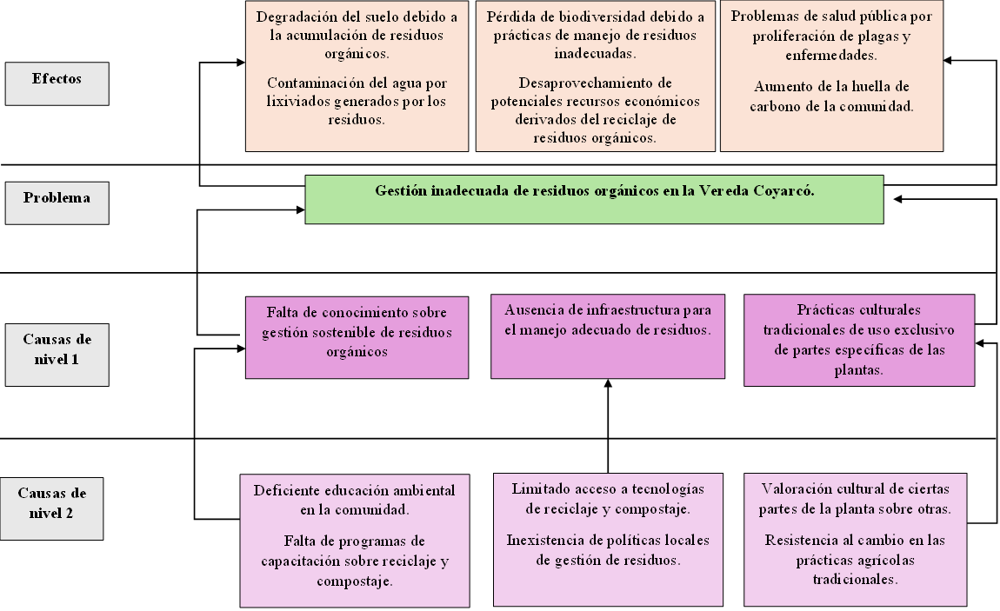 Efectos
Degradación del suelo debido a
la acumulación de residuos
orgánicos.
Contaminación del agua por
lixiviados generados por los
residuos.
Pérdida de biodiversidad debido a
prácticas de manejo de residuos
inadecuadas.
Desaprovechamiento de
potenciales recursos económicos
derivados del reciclaje de
residuos orgánicos.
Problemas de salud pública por
proliferación de plagas y
enfermedades.
Aumento de la huella de
carbono de la comunidad.
Problema
Gestión inadecuada de residuos orgánicos en la Vereda Coyarcó.
Causas de
nivel 1
Falta de conocimiento sobre
gestión sostenible de residuos
orgánicos
Ausencia de infraestructura para
el manejo adecuado de residuos.
Prácticas culturales
tradicionales de uso exclusivo
de partes específicas de las
plantas.
Causas de
nivel 2
Deficiente educación ambiental
en la comunidad.
Falta de programas de
capacitación sobre reciclaje y
compostaje.
Limitado acceso a tecnologías
de reciclaje y compostaje.
Inexistencia de políticas locales
de gestión de residuos.
Valoración cultural de ciertas
partes de la planta sobre otras.
Resistencia al cambio en las
prácticas agrícolas
tradicionales.